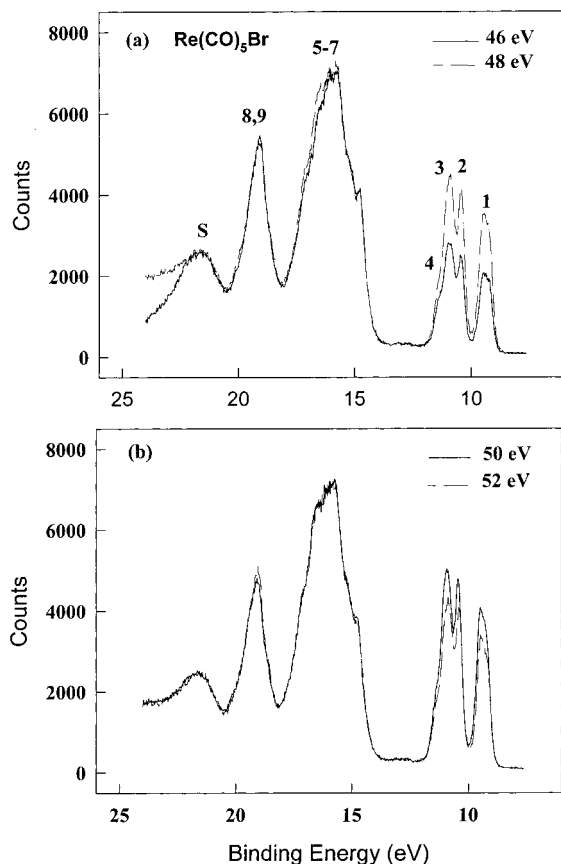 (a) Re(CO)5Br
46 eV
48 eV
8000
6000
4000
2000
0
Counts
S
8,9
5-7
4
3
2
1
25 20 15 10
(b)
50 eV
52 eV
8000
6000
4000
2000
0
Counts
25 20 15 10
Binding Energy (eV)